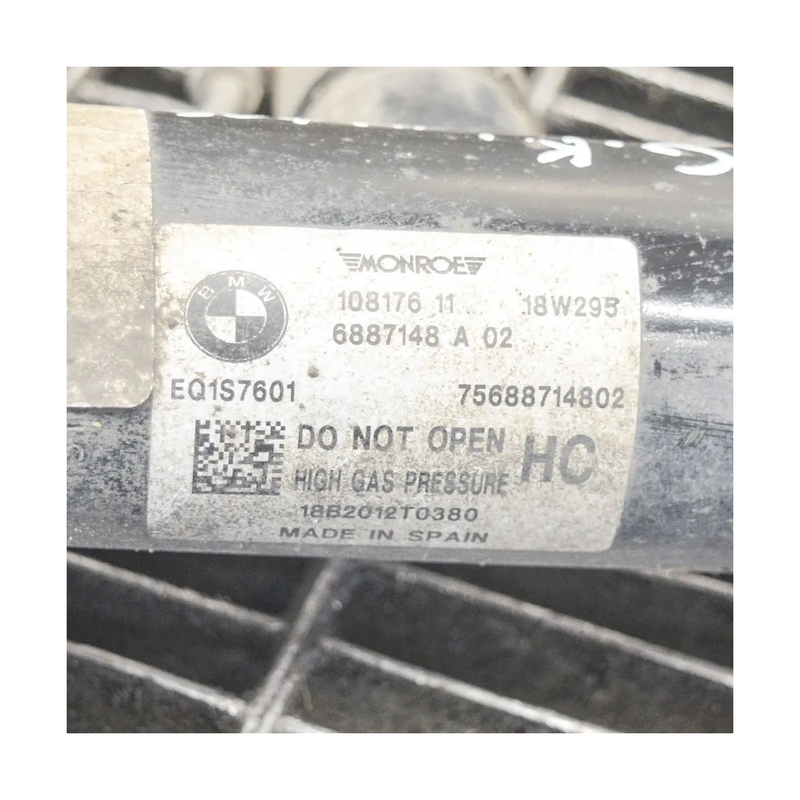 MONROE
BMW
108176 11 18W295
6887148 A 02
EQ1S7601 75688714802
DO NOT OPEN HC
HIGH GAS PRESSURE
18B2012T0380
MADE IN SPAIN